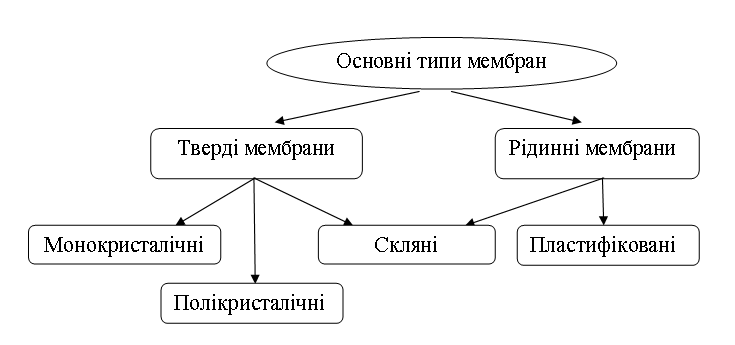 Основні типи мембран
Тверді мембрани
Рідинні мембрани
Монокристалічні
Скляні
Пластифіковані
Полікристалічні